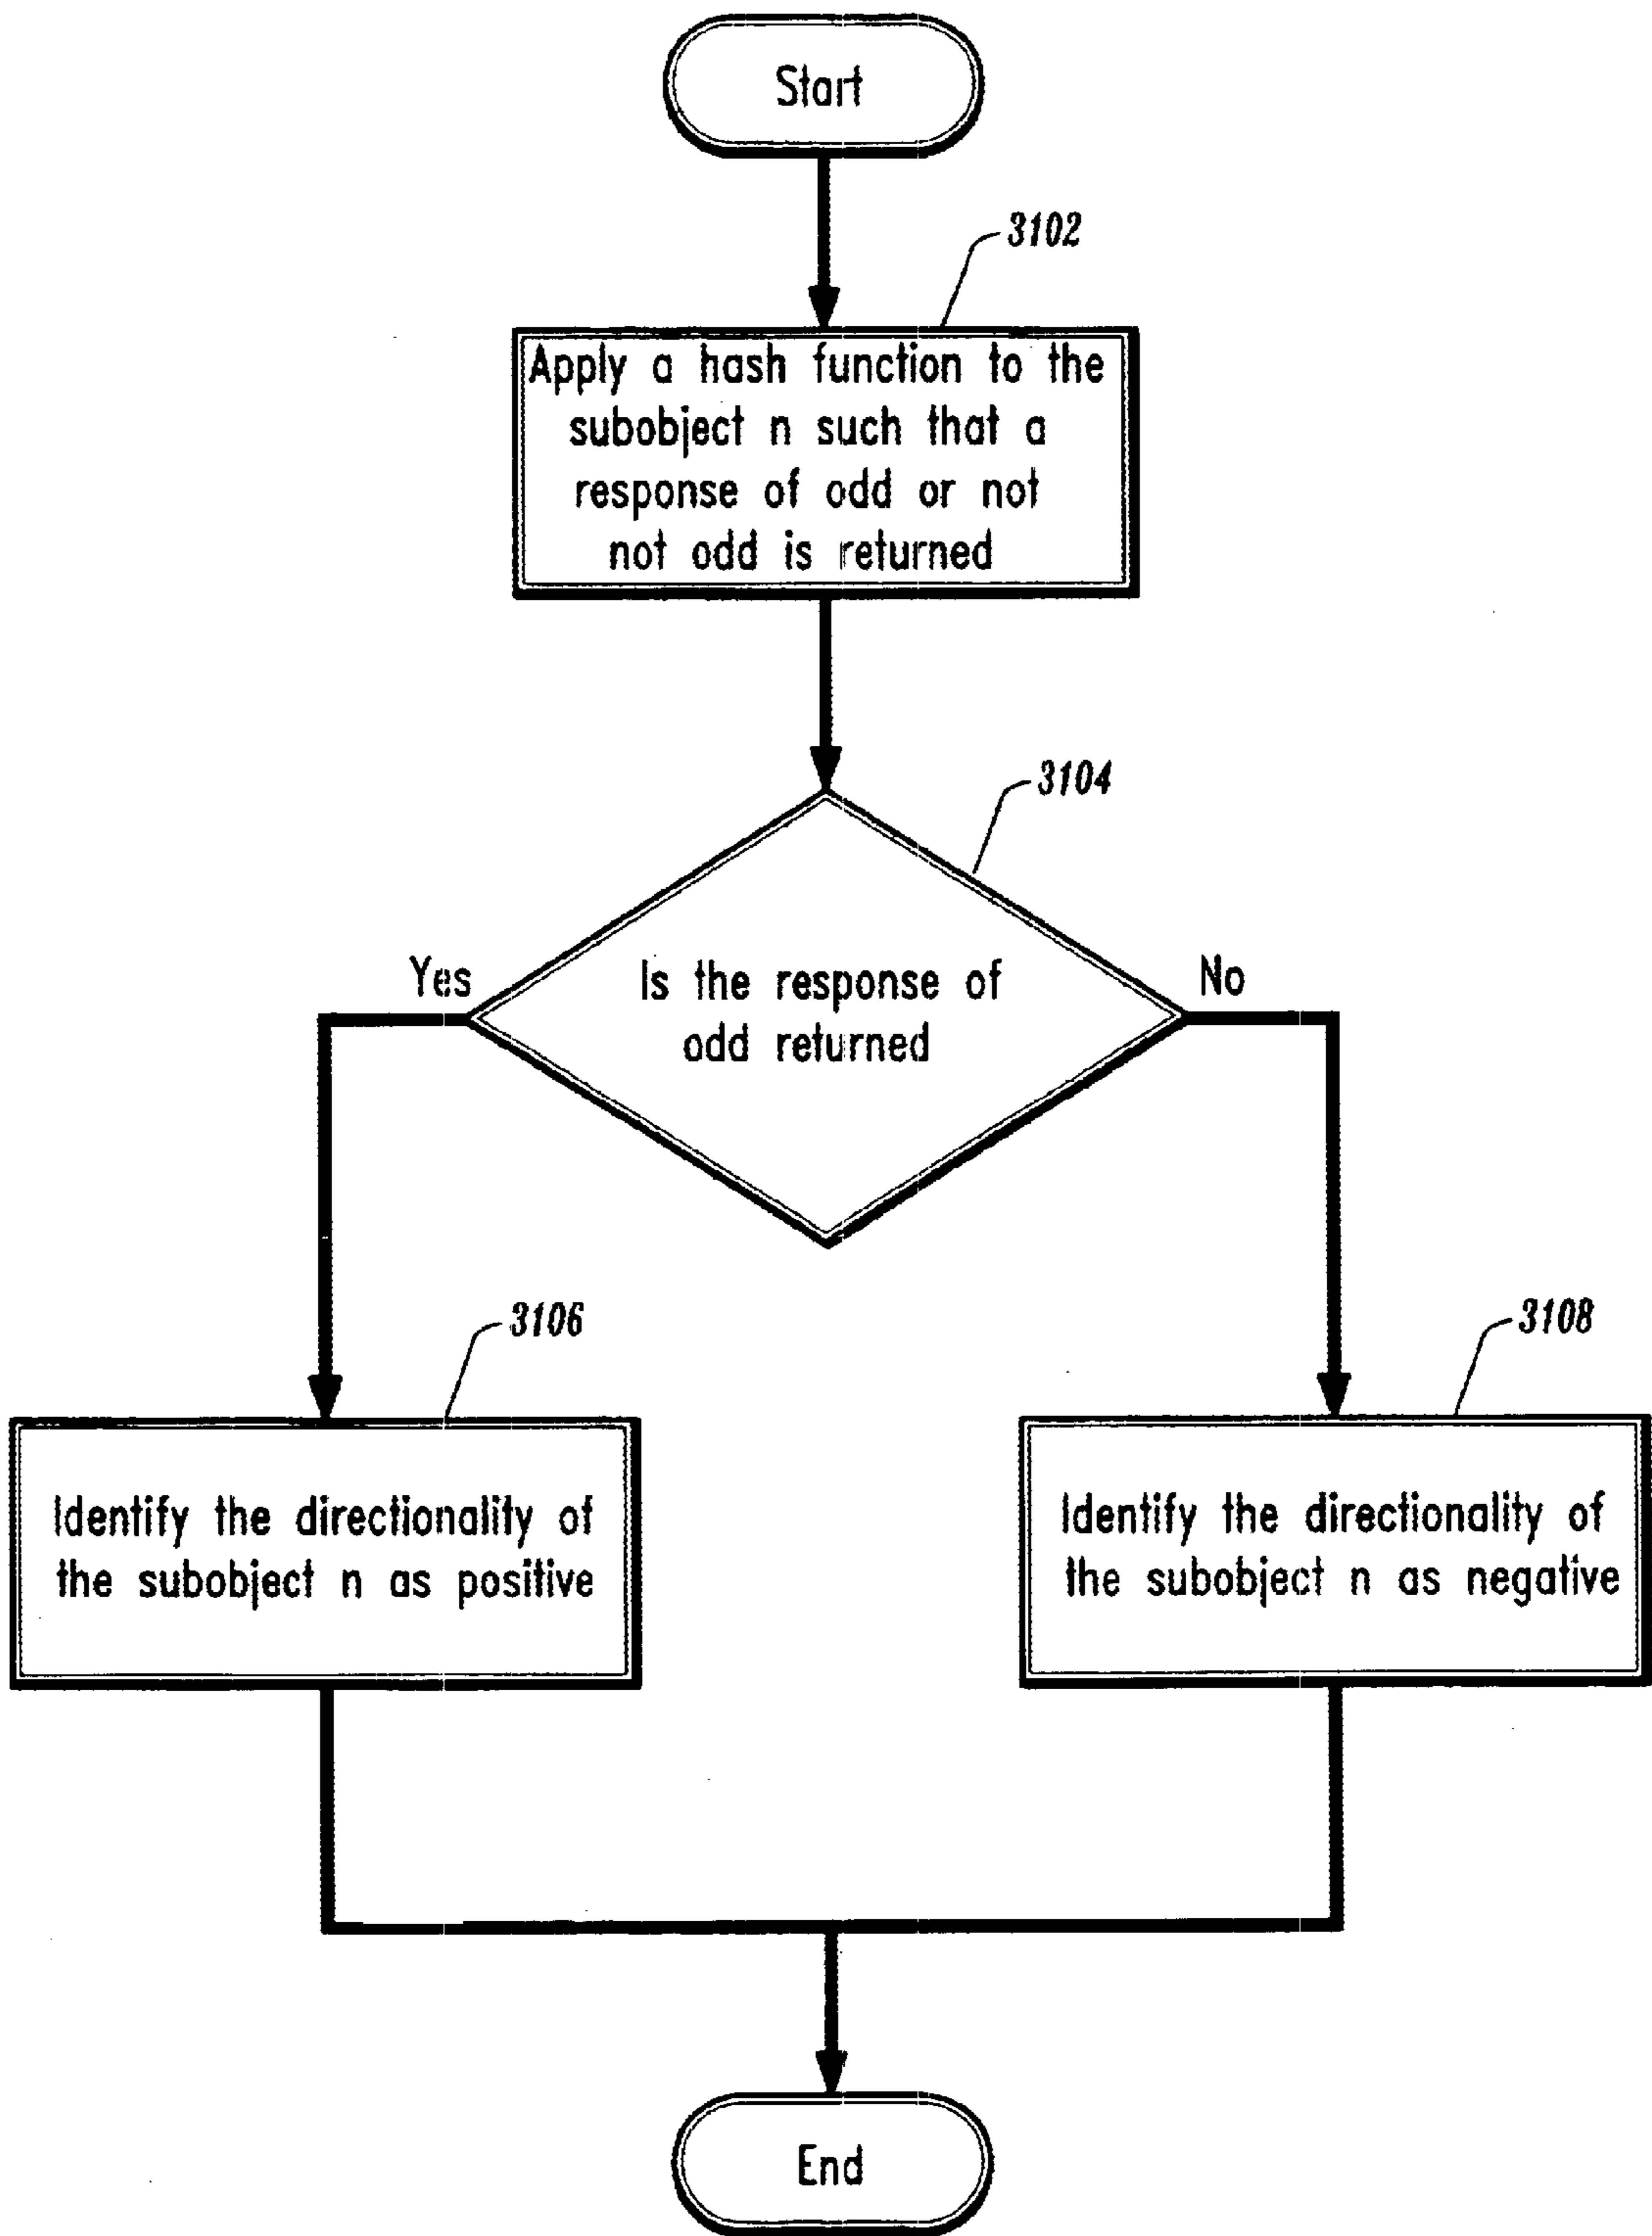 Start
3102
Apply a hash function to the
subobject n such that a
response of odd or not
not odd is returned
3104
Yes
Is the response of
odd returned
No
3106
3108
Identify the directionality of
the subobject n as positive
Identify the directionality of
the subobject n as negative
End